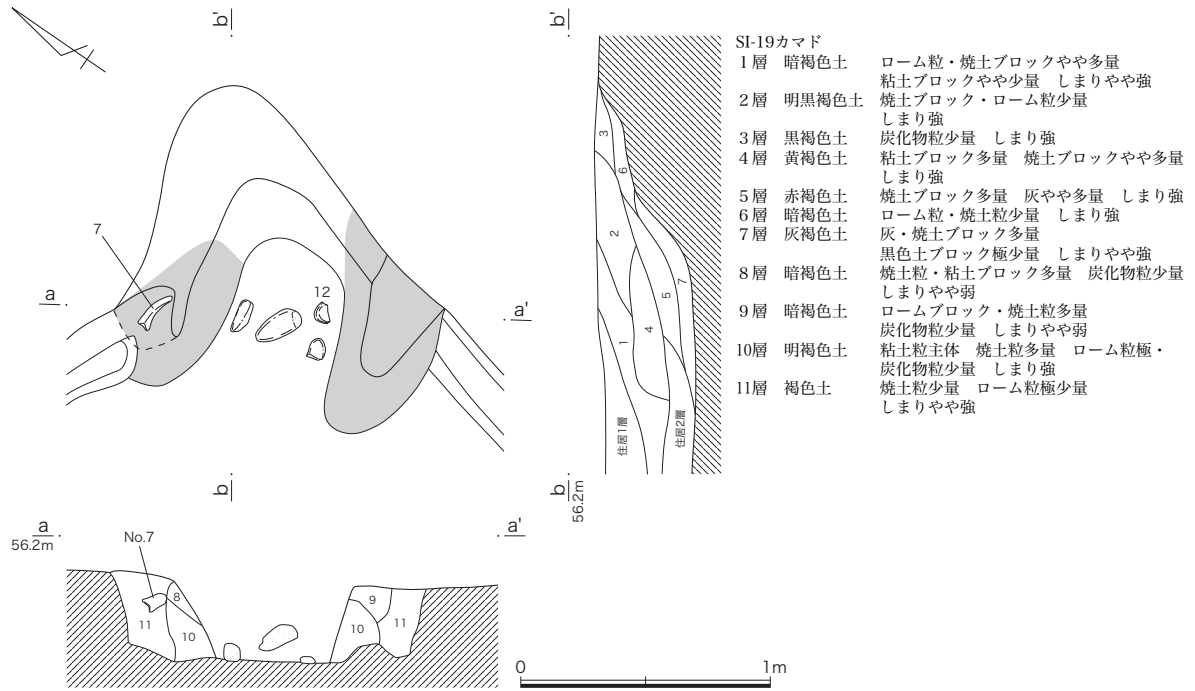 b'
b'
SI-19カマド
1層 暗褐色土 ローム粒・焼土ブロックやや多量
粘土ブロックやや少量 しまりやや強
2層 明黒褐色土 焼土ブロック・ローム粒少量
しまり強
3層 黒褐色土 炭化物粒少量 しまり強
4層 黄褐色土 粘土ブロック多量 焼土ブロックやや多量
しまり強
5層 赤褐色土 焼土ブロック多量 灰やや多量 しまり強
6層 暗褐色土 ローム粒・焼土粒少量 しまり強
7層 灰褐色土 灰・焼土ブロック多量
黒色土ブロック極少量 しまりやや強
8層 暗褐色土 焼土粒・粘土ブロック多量 炭化物粒少量
しまりやや弱
9層 暗褐色土 ロームブロック・焼土粒多量
炭化物粒少量 しまりやや弱
10層 明褐色土 粘土粒主体 焼土粒多量 ローム粒極・
炭化物粒少量 しまり強
11層 褐色土 焼土粒少量 ローム粒極少量
しまりやや強
3
6
2
7
5
1
4
住居1層
住居2層
7
12
a
a'
b
b
56.2m
a
56.2m
a'
No.7
8
11
10
9
10
11
0
1m